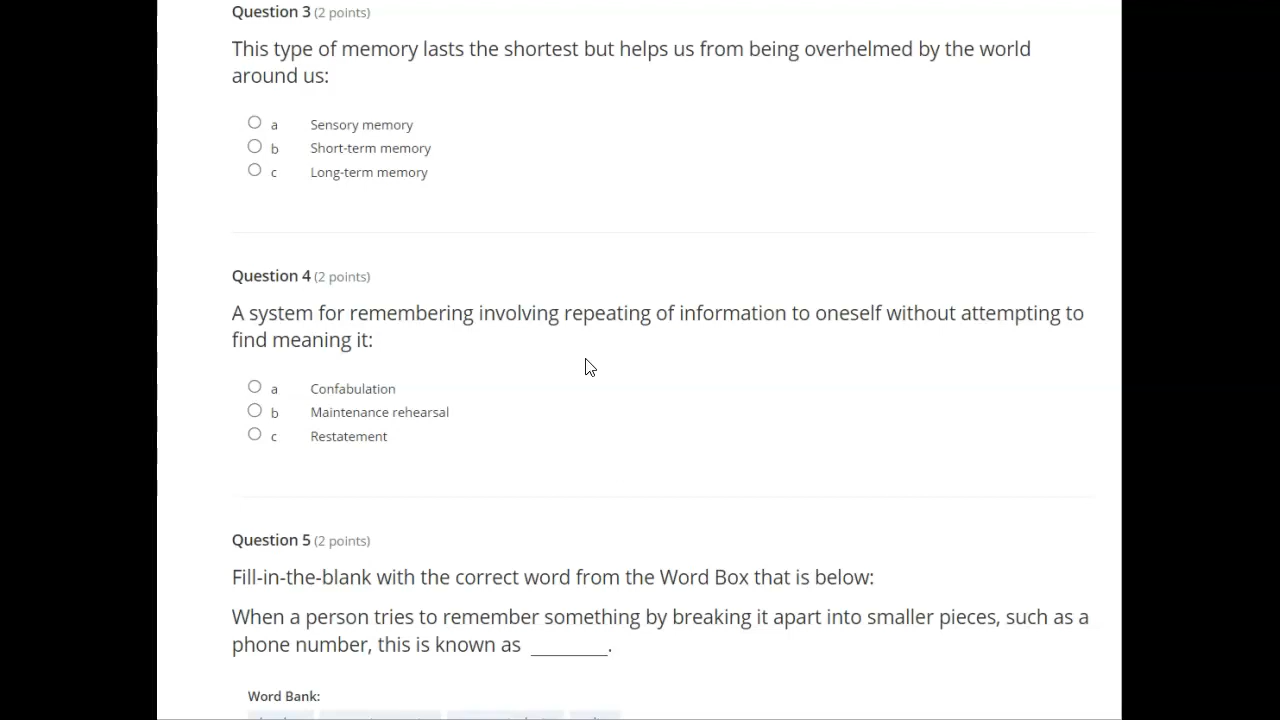 Question 3 (2 points)
This type of memory lasts the shortest but helps us from being overhelmed by the world
around us:
a Sensory memory
b Short-term memory
c Long-term memory
Question 4 (2 points)
A system for remembering involving repeating of information to oneself without attempting to
find meaning it:
a Confabulation
b Maintenance rehearsal
c Restatement
Question 5 (2 points)
Fill-in-the-blank with the correct word from the Word Box that is below:
When a person tries to remember something by breaking it apart into smaller pieces, such as a
phone number, this is known as ________.
Word Bank: